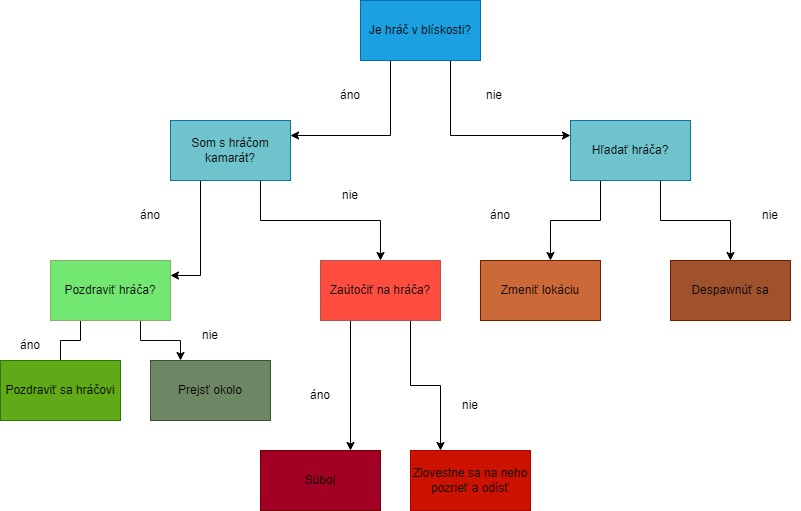 Je hráč v blískosti?
áno
nie
Som s hráčom
kamarát?
Hľadať hráča?
áno
nie
áno
nie
Pozdraviť hráča?
Zaútočiť na hráča?
Zmeniť lokáciu
Despawnúť sa
áno
nie
Pozdraviť sa hráčovi
Prejsť okolo
áno
nie
Súboj
Zlovestne sa na neho
pozrieť a odísť